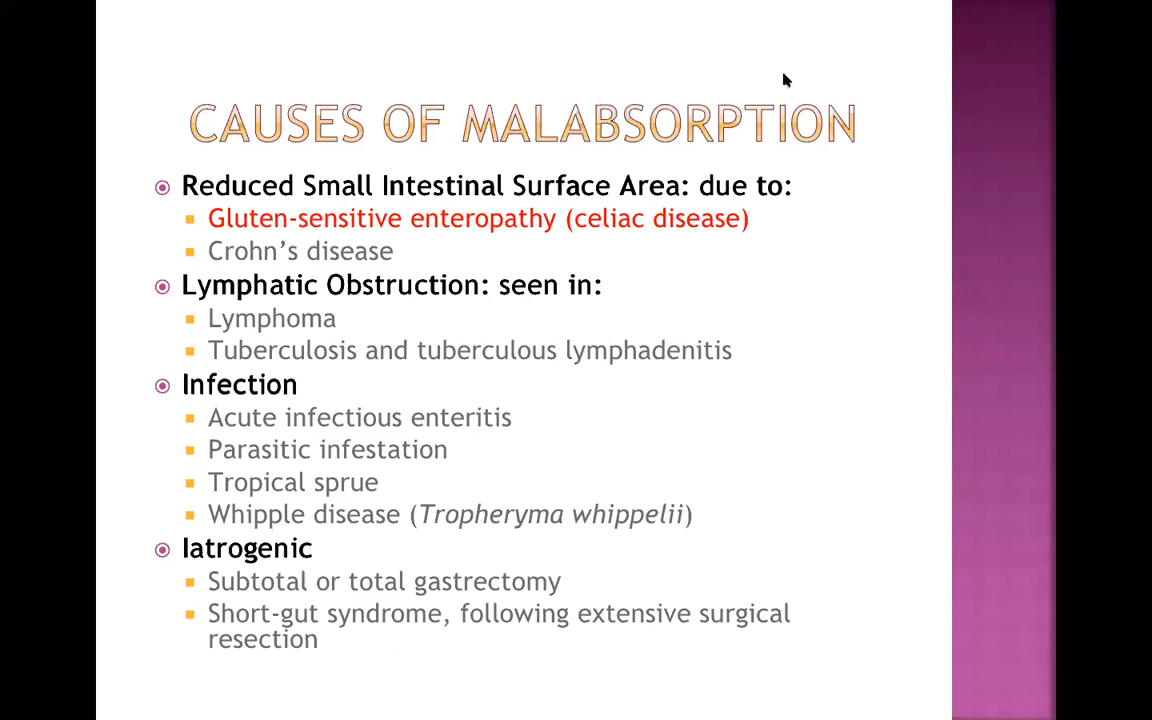 CAUSES OF MALABSORPTION
Reduced Small Intestinal Surface Area: due to:
Gluten-sensitive enteropathy (celiac disease)
Crohn's disease
Lymphatic Obstruction: seen in:
Lymphoma
Tuberculosis and tuberculous lymphadenitis
Infection
Acute infectious enteritis
Parasitic infestation
Tropical sprue
Whipple disease (Tropheryma whippelii)
Iatrogenic
Subtotal or total gastrectomy
Short-gut syndrome, following extensive surgical
resection